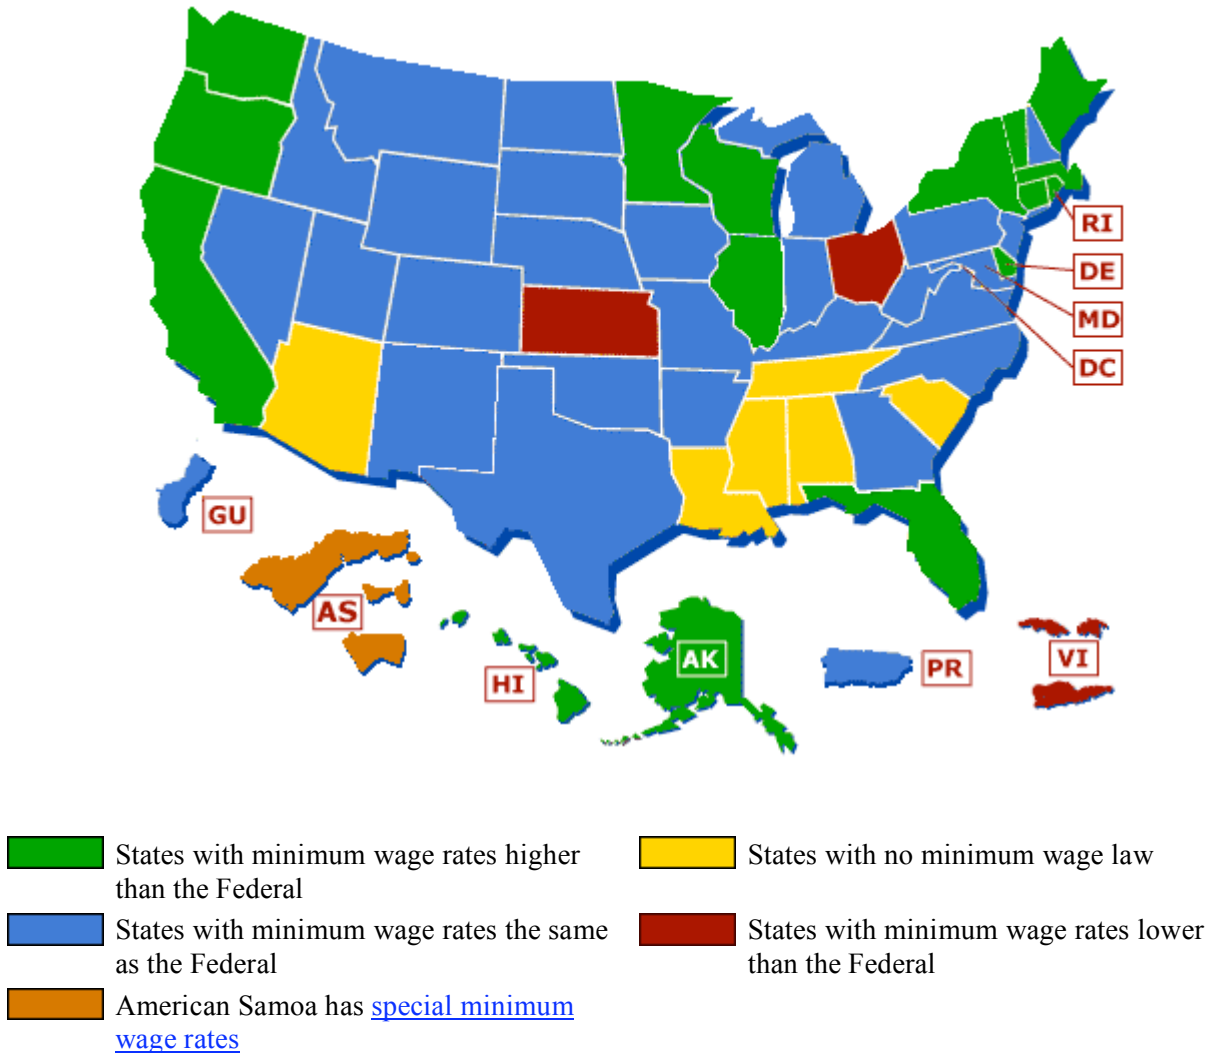 RI
DE
MD
DC
GU
AS
HI
AK
PR
VI
States with minimum wage rates higher
than the Federal
States with no minimum wage law
States with minimum wage rates the same
as the Federal
States with minimum wage rates lower
than the Federal
American Samoa has special minimum
wage rates